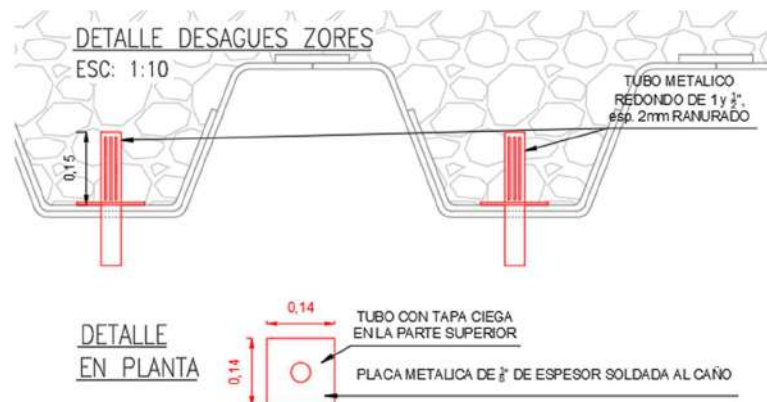 DETALLE DESAGUES ZORES
ESC: 1:10
TUBO METALICO
REDONDO DE 1 y ½",
esp. 2mm RANURADO
0,15
0,14
TUBO CON TAPA CIEGA
EN LA PARTE SUPERIOR
DETALLE
EN PLANTA
0,14
PLACA METALICA DE DE ESPESOR SOLDADA AL CAÑO